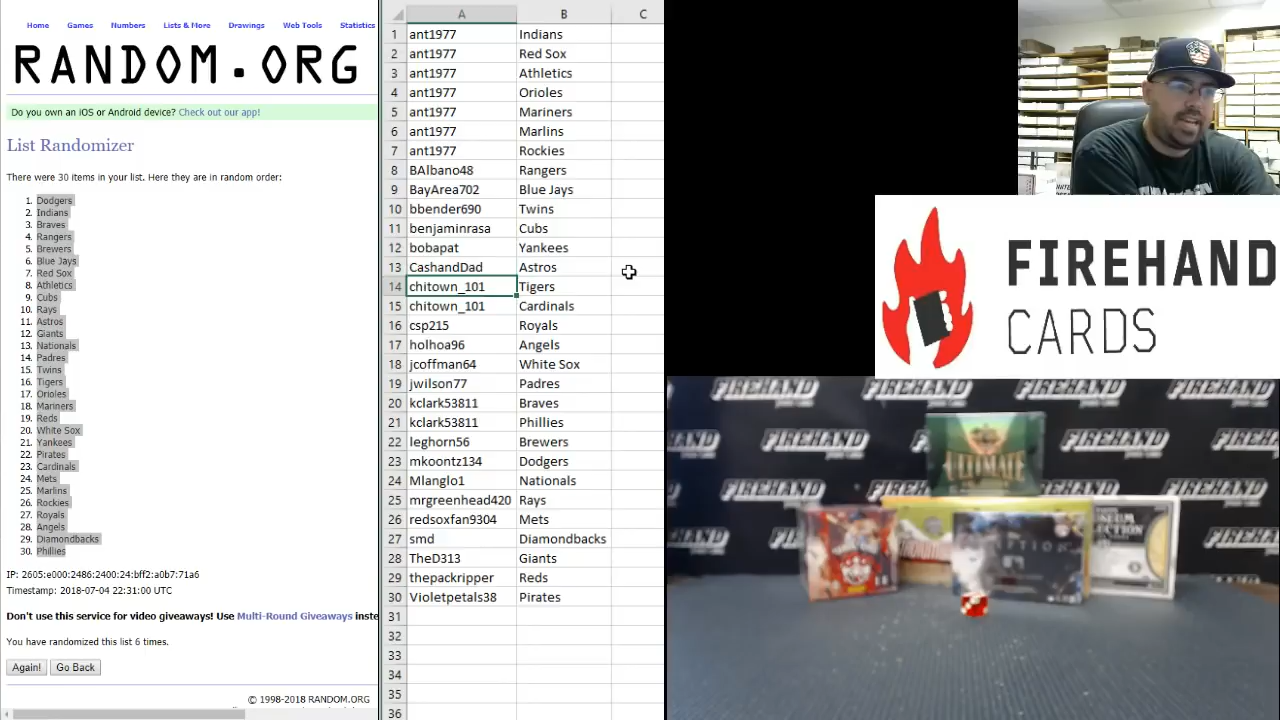 Home Games Numbers Lists & More Drawings Web Tools Statistics
RANDOM.ORG
Do you own an iOS or Android device? Check out our app!
List Randomizer
There were 30 items in your list. Here they are in random order:
1. Dodgers
2. Indians
3. Braves
4. Rangers
5. Brewers
6. Blue Jays
7. Red Sox
8. Athletics
9. Cubs
10. Rays
11. Astros
12. Giants
13. Nationals
14. Padres
15. Twins
16. Tigers
17. Orioles
18. Mariners
19. Reds
20. White Sox
21. Yankees
22. Pirates
23. Cardinals
24. Mets
25. Marlins
26. Rockies
27. Royals
28. Angels
29. Diamondbacks
30. Phillies
IP: 2605:e000:2486:2400:24:bff2:a0b7:71a6
Timestamp: 2018-07-04 22:31:00 UTC
Don't use this service for video giveaways! Use Multi-Round Giveaways inste
You have randomized this list 6 times.
Again! Go Back
© 1998-2018 RANDOM.ORG
A B C
1 ant1977 Indians
2 ant1977 Red Sox
3 ant1977 Athletics
4 ant1977 Orioles
5 ant1977 Mariners
6 ant1977 Marlins
7 ant1977 Rockies
8 BAlbano48 Rangers
9 BayArea702 Blue Jays
10 bbender690 Twins
11 benjaminrasa Cubs
12 bobapat Yankees
13 CashandDad Astros
14 chitown_101 Tigers
15 chitown_101 Cardinals
16 csp215 Royals
17 holhoa96 Angels
18 jcoffman64 White Sox
19 jwilson77 Padres
20 kclark53811 Braves
21 kclark53811 Phillies
22 leghorn56 Brewers
23 mkoontz134 Dodgers
24 Mlanglo1 Nationals
25 mrgreenhead420 Rays
26 redsoxfan9304 Mets
27 smd Diamondbacks
28 TheD313 Giants
29 thepackripper Reds
30 Violetpetals38 Pirates
31
32
33
34
35
36
FIREHAND
CARDS
FIREHAND
ULTIMATE